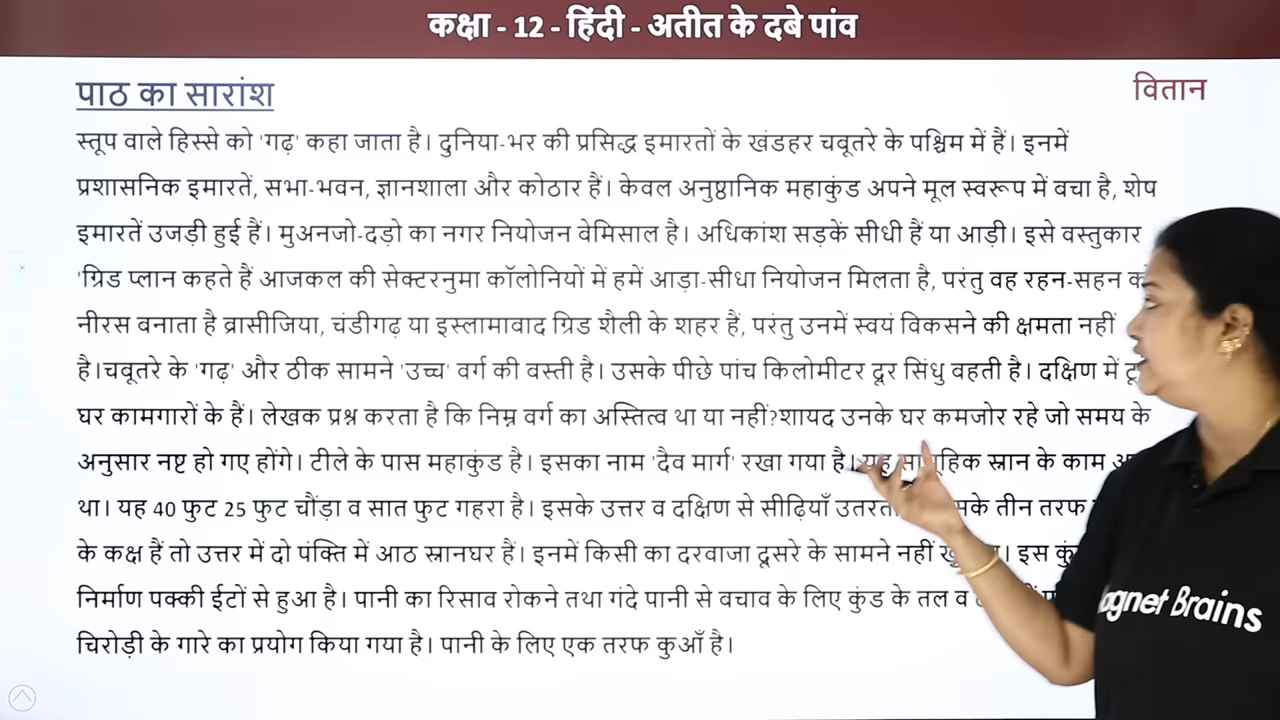 कक्षा - 12 - हिंदी - अतीत के दबे पांव
पाठ का सारांश
वितान
स्तूप वाले हिस्से को 'गढ़' कहा जाता है। दुनिया-भर की प्रसिद्ध इमारतों के खंडहर चबूतरे के पश्चिम में हैं। इनमें
प्रशासनिक इमारतें, सभा-भवन, ज्ञानशाला और कोठार हैं। केवल अनुष्ठानिक महाकुंड अपने मूल स्वरूप में बचा है, शेष
इमारतें उजड़ी हुई हैं। मुअनजो-दड़ो का नगर नियोजन बेमिसाल है। अधिकांश सड़कें सीधी हैं या आड़ी। इसे वस्तुकार
'ग्रिड प्लान कहते हैं आजकल की सेक्टरनुमा कॉलोनियों में हमें आड़ा-सीधा नियोजन मिलता है, परंतु वह रहन-सहन
नीरस बनाता है ब्रासीजिया, चंडीगढ़ या इस्लामाबाद ग्रिड शैली के शहर हैं, परंतु उनमें स्वयं विकसने की क्षमता नहीं
है।चबूतरे के 'गढ़' और ठीक सामने 'उच्च' वर्ग की बस्ती है। उसके पीछे पांच किलोमीटर दूर सिंधु बहती है। दक्षिण में
घर कामगारों के हैं। लेखक प्रश्न करता है कि निम्न वर्ग का अस्तित्व था या नहीं?शायद उनके घर कमजोर रहे जो समय के
अनुसार नष्ट हो गए होंगे। टीले के पास महाकुंड है। इसका नाम 'दैव मार्ग' रखा गया है। यह सामूहिक स्नान के काम
था। यह 40 फुट 25 फुट चौंड़ा व सात फुट गहरा है। इसके उत्तर व दक्षिण से सीढ़ियाँ के तीन तरफ
के कक्ष हैं तो उत्तर में दो पंक्ति में आठ स्नानघर हैं। इनमें किसी का दरवाजा दूसरे के सामने नहीं इस
निर्माण पक्की ईटों से हुआ है। पानी का रिसाव रोकने तथा गंदे पानी से बचाव के लिए कुंड के तल व
चिरोड़ी के गारे का प्रयोग किया गया है। पानी के लिए एक तरफ कुआँ है।
agnet Brains